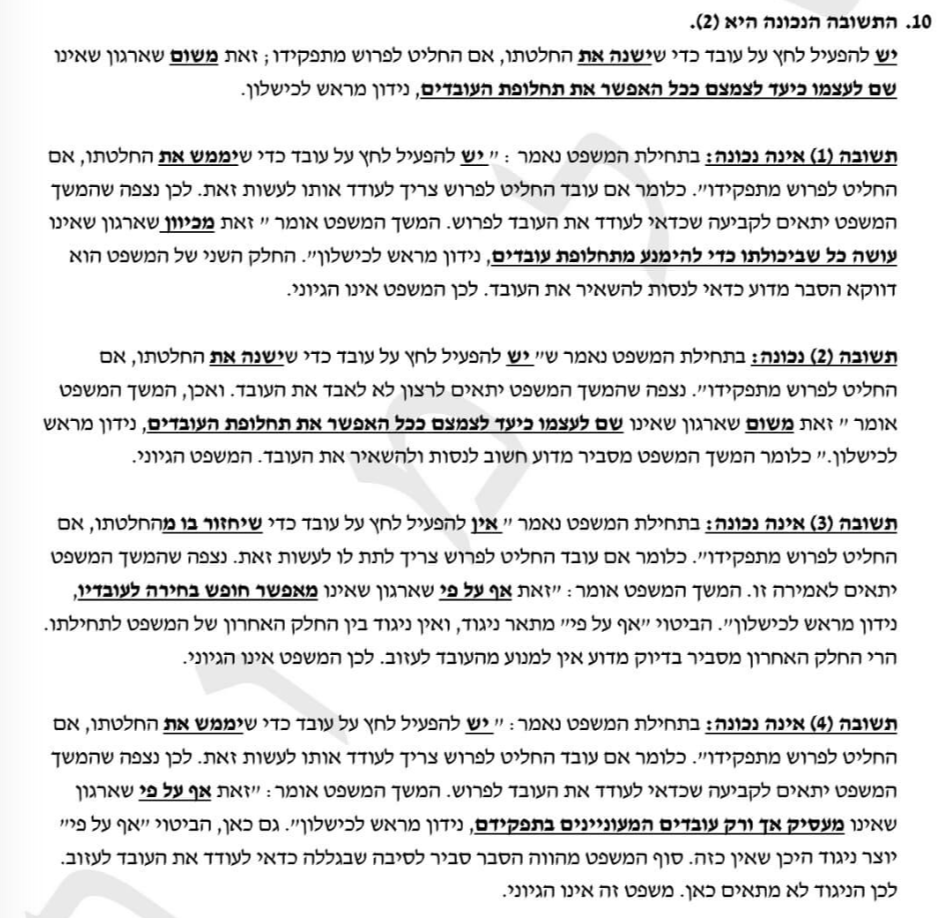 10. התשובה הנכונה היא (2).
יש להפעיל לחץ על עובד כדי שישנה את החלטתו, אם החליט לפרוש מתפקידו; זאת משום שארגון שאינו
שם לעצמו כיעד לצמצם ככל האפשר את תחלופת העובדים, נידון מראש לכישלון.
תשובה (1) אינה נכונה: בתחילת המשפט נאמר: "יש להפעיל לחץ על עובד כדי שיממש את החלטתו, אם
החליט לפרוש מתפקידו". כלומר אם עובד החליט לפרוש צריך לעודד אותו לעשות זאת. לכן נצפה שהמשך
המשפט יתאים לקביעה שכדאי לעודד את העובד לפרוש. המשך המשפט אומר "זאת מכיוון שארגון שאינו
עושה כל שביכולתו כדי להימנע מתחלופת עובדים, נידון מראש לכישלון". החלק השני של המשפט הוא
דווקא הסבר מדוע כדאי לנסות להשאיר את העובד. לכן המשפט אינו הגיוני.
תשובה (2) נכונה: בתחילת המשפט נאמר ש"יש להפעיל לחץ על עובד כדי שישנה את החלטתו, אם
החליט לפרוש מתפקידו". נצפה שהמשך המשפט יתאים לרצון לא לאבד את העובד. ואכן, המשך המשפט
אומר "זאת משום שארגון שאינו שם לעצמו כיעד לצמצם ככל האפשר את תחלופת העובדים, נידון מראש
לכישלון." כלומר המשך המשפט מסביר מדוע חשוב לנסות ולהשאיר את העובד. המשפט הגיוני.
תשובה (3) אינה נכונה: בתחילת המשפט נאמר "אין להפעיל לחץ על עובד כדי שיחזור בו מהחלטתו, אם
החליט לפרוש מתפקידו". כלומר אם עובד החליט לפרוש צריך לתת לו לעשות זאת. נצפה שהמשך המשפט
יתאים לאמירה זו. המשך המשפט אומר: "זאת אף על פי שארגון שאינו מאפשר חופש בחירה לעובדיו,
נידון מראש לכישלון". הביטוי "אף על פי" מתאר ניגוד, ואין ניגוד בין החלק האחרון של המשפט לתחילתו.
הרי החלק האחרון מסביר בדיוק מדוע אין למנוע מהעובד לעזוב. לכן המשפט אינו הגיוני.
תשובה (4) אינה נכונה: בתחילת המשפט נאמר: "יש להפעיל לחץ על עובד כדי שיממש את החלטתו, אם
החליט לפרוש מתפקידו". כלומר אם עובד החליט לפרוש צריך לעודד אותו לעשות זאת. לכן נצפה שהמשך
המשפט יתאים לקביעה שכדאי לעודד את העובד לפרוש. המשך המשפט אומר: "זאת אף על פי שארגון
שאינו מעסיק אך ורק עובדים המעוניינים בתפקידם, נידון מראש לכישלון". גם כאן, הביטוי "אף על פי"
יוצר ניגוד היכן שאין כזה. סוף המשפט מהווה הסבר סביר לסיבה שבגללה כדאי לעודד את העובד לעזוב.
לכן הניגוד לא מתאים כאן. משפט זה אינו הגיוני.